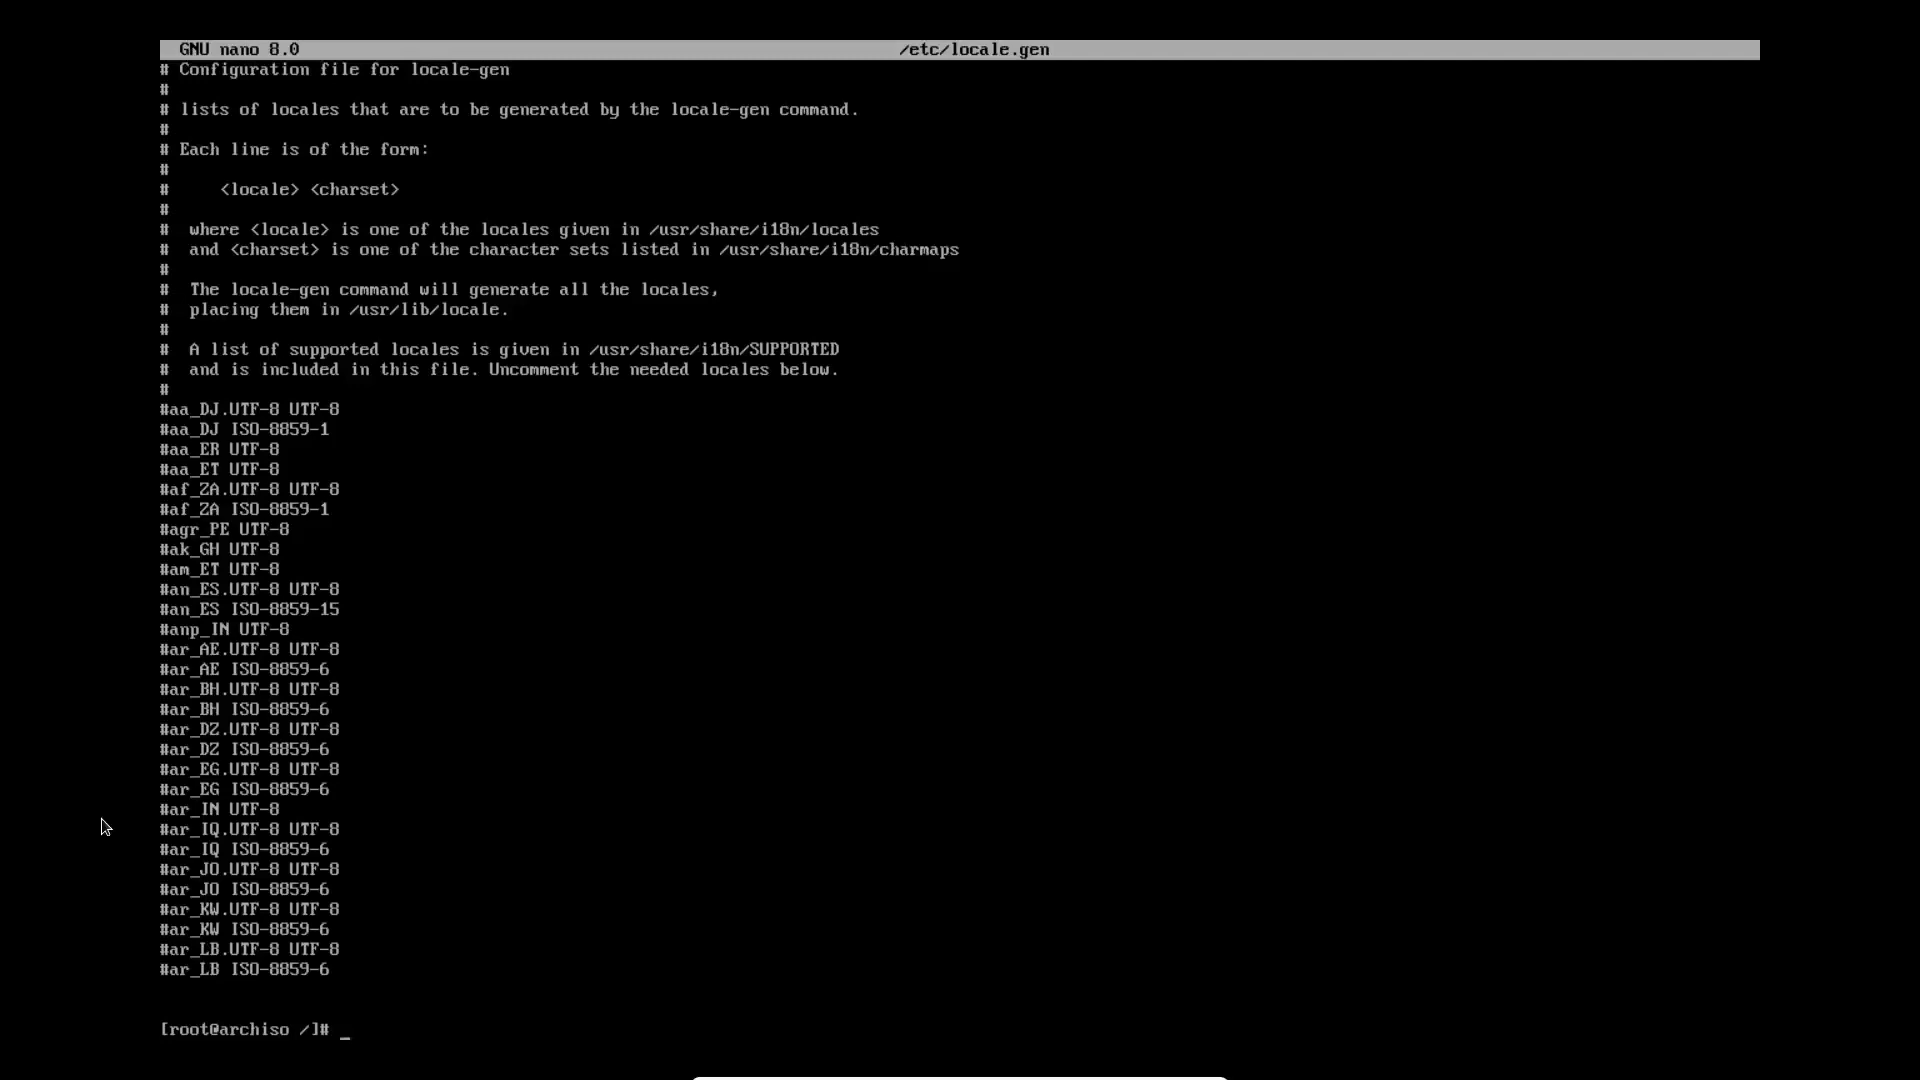 GNU nano 8.0 /etc/locale.gen
# Configuration file for locale-gen
#
# lists of locales that are to be generated by the locale-gen command.
#
# Each line is of the form:
#
#     <locale> <charset>
#
#  where <locale> is one of the locales given in /usr/share/i18n/locales
#  and <charset> is one of the character sets listed in /usr/share/i18n/charmaps
#
#  The locale-gen command will generate all the locales,
#  placing them in /usr/lib/locale.
#
#  A list of supported locales is given in /usr/share/i18n/SUPPORTED
#  and is included in this file. Uncomment the needed locales below.
#
#aa_DJ.UTF-8 UTF-8
#aa_DJ ISO-8859-1
#aa_ER UTF-8
#aa_ET UTF-8
#af_ZA.UTF-8 UTF-8
#af_ZA ISO-8859-1
#agr_PE UTF-8
#ak_GH UTF-8
#am_ET UTF-8
#an_ES.UTF-8 UTF-8
#an_ES ISO-8859-15
#anp_IN UTF-8
#ar_AE.UTF-8 UTF-8
#ar_AE ISO-8859-6
#ar_BH.UTF-8 UTF-8
#ar_BH ISO-8859-6
#ar_DZ.UTF-8 UTF-8
#ar_DZ ISO-8859-6
#ar_EG.UTF-8 UTF-8
#ar_EG ISO-8859-6
#ar_IN UTF-8
#ar_IQ.UTF-8 UTF-8
#ar_IQ ISO-8859-6
#ar_JO.UTF-8 UTF-8
#ar_JO ISO-8859-6
#ar_KW.UTF-8 UTF-8
#ar_KW ISO-8859-6
#ar_LB.UTF-8 UTF-8
#ar_LB ISO-8859-6
[root@archiso /]# _